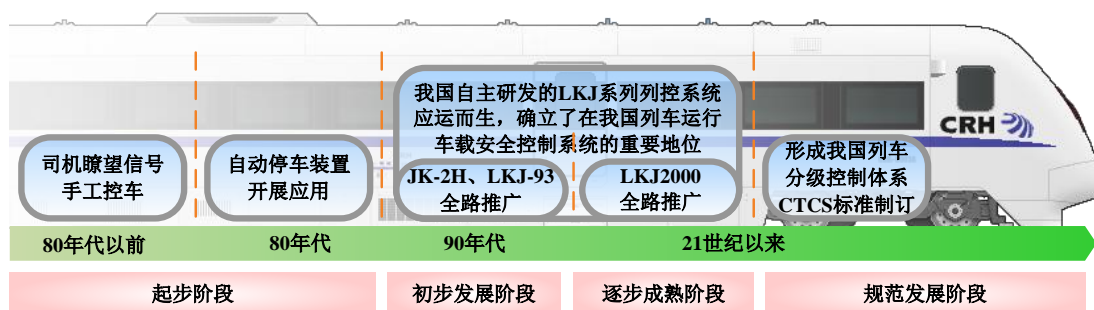 我国自主研发的LKJ系列列控系统
应运而生，确立了在我国列车运行
车载安全控制系统的重要地位
CRH
司机瞭望信号
手工控车
自动停车装置
开展应用
JK-2H、LKJ-93
全路推广
LKJ2000
全路推广
形成我国列车
分级控制体系
CTCS标准制订
80年代以前
80年代
90年代
21世纪以来
起步阶段
初步发展阶段
逐步成熟阶段
规范发展阶段